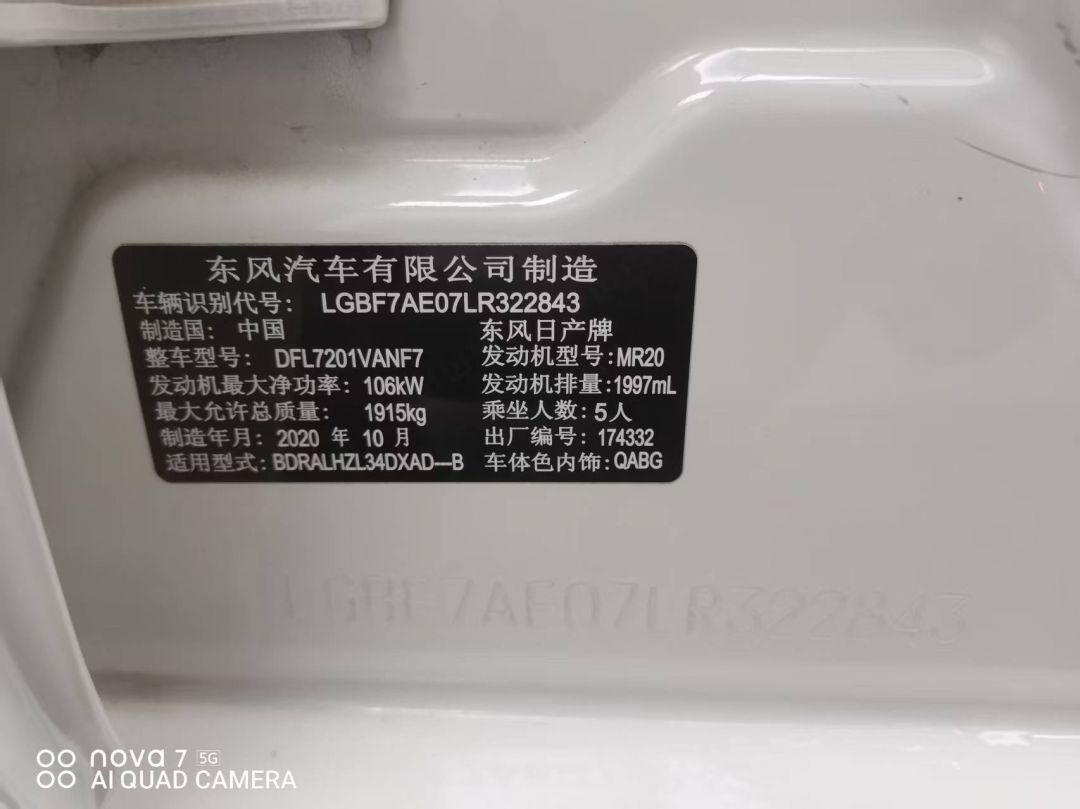 东风汽车有限公司制造
车辆识别代号: LGBF7AE07LR322843
制造国: 中国 东风日产牌
整车型号: DFL7201VANF7 发动机型号:MR20
发动机最大净功率: 106kW 发动机排量:1997mL
最大允许总质量: 1915kg 乘坐人数:5人
制造年月: 2020 年 10 月 出厂编号: 174332
适用型式:BDRALHZL34DXAD---B 车体色内饰:QABG
LGBF7AE07LR322843
nova 7 5G
AI QUAD CAMERA